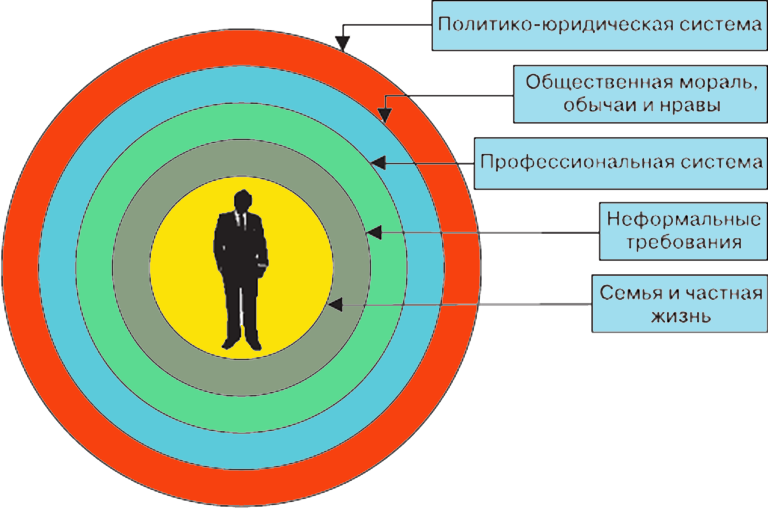 Политико-юридическая система
Общественная мораль,
обычаи и нравы
Профессиональная система
Неформальные
требования
Семья и частная
жизнь